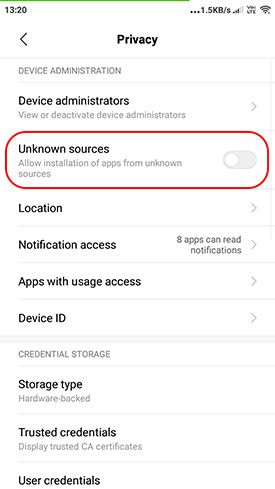 13:20 ...1.5K/s VoLTE
Privacy
DEVICE ADMINISTRATION
Device administrators
View or deactivate device administrators
Unknown sources
Allow installation of apps from unknown
sources
Location
Notification access 8 apps can read
notifications
Apps with usage access
Device ID
CREDENTIAL STORAGE
Storage type
Hardware-backed
Trusted credentials
Display trusted CA certificates
User credentials